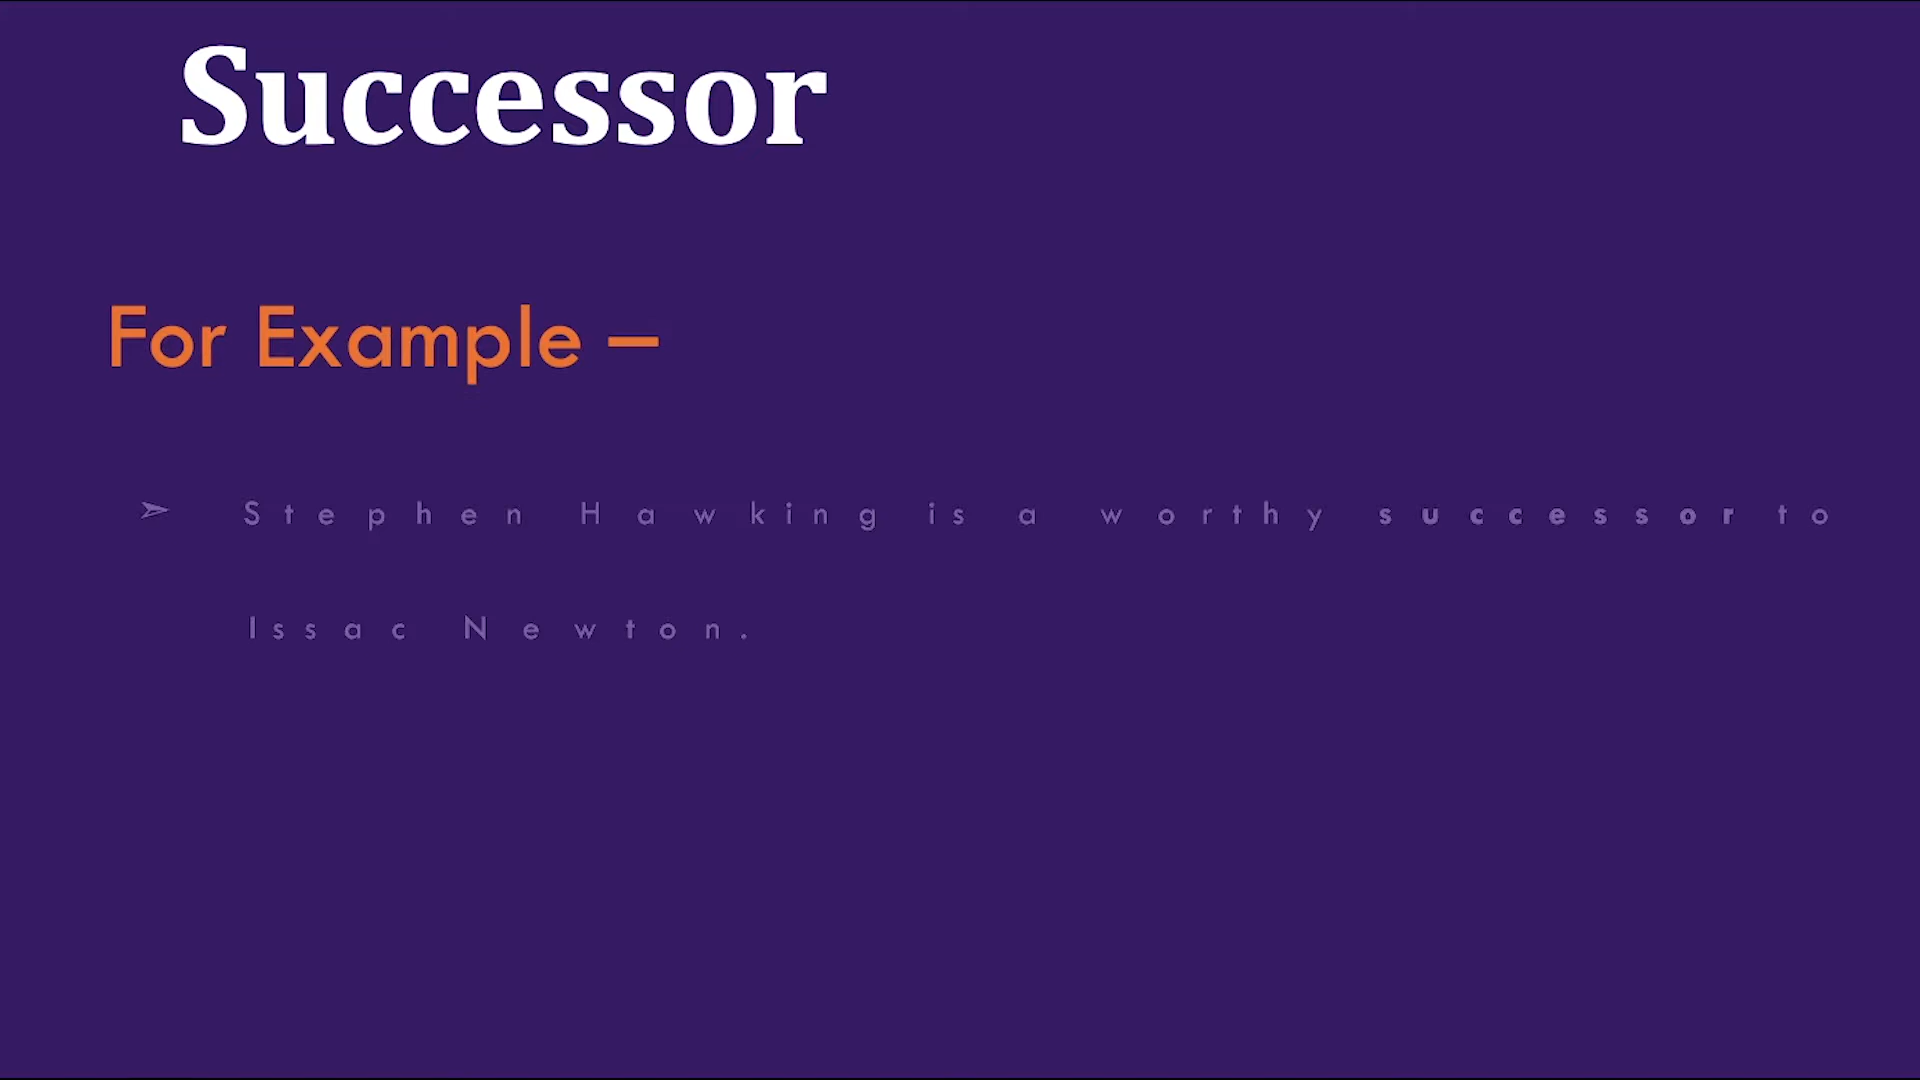 Successor
For Example –
➢ Stephen Hawking is a worthy successor to
Issac Newton.